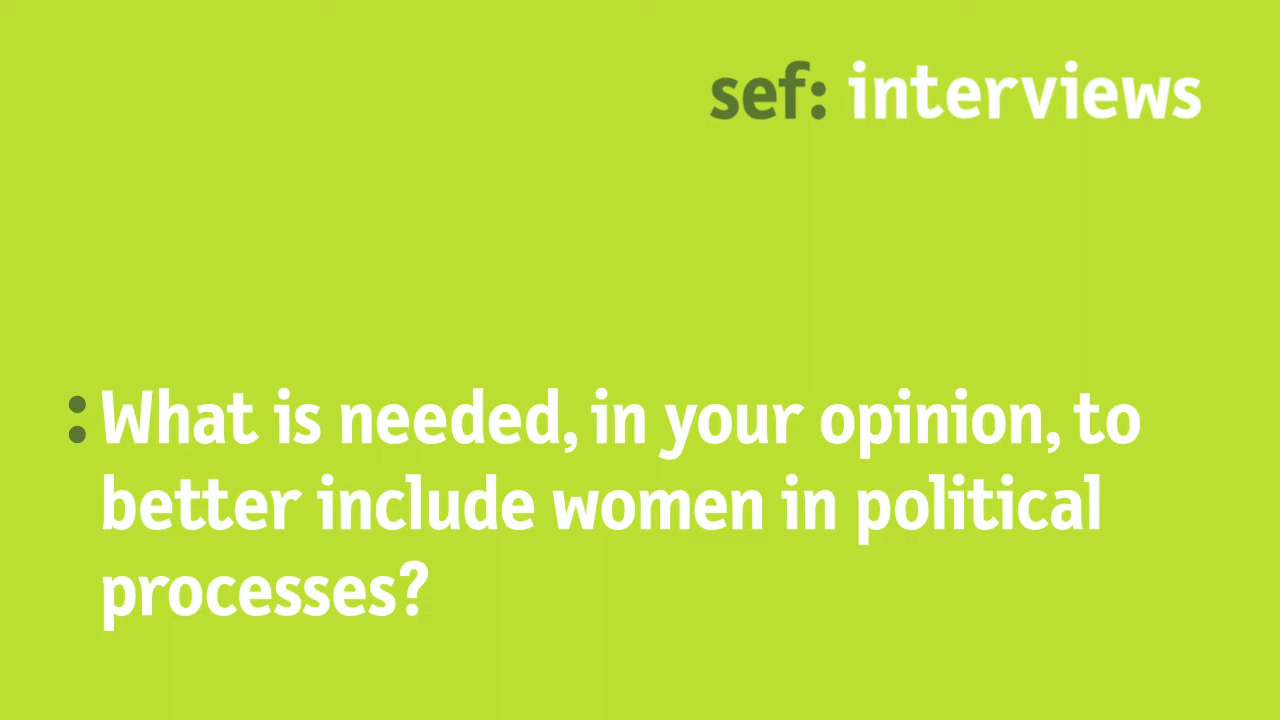 sef: interviews
: What is needed, in your opinion, to
better include women in political
processes?